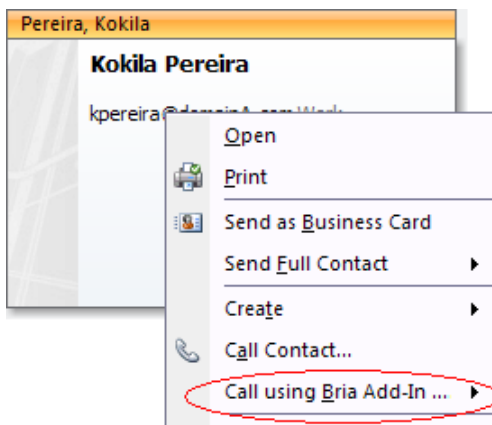 Pereira, Kokila
Kokila Pereira
Open
Print
Send as Business Card
Send Full Contact
Create
Call Contact...
Call using Bria Add-In ...